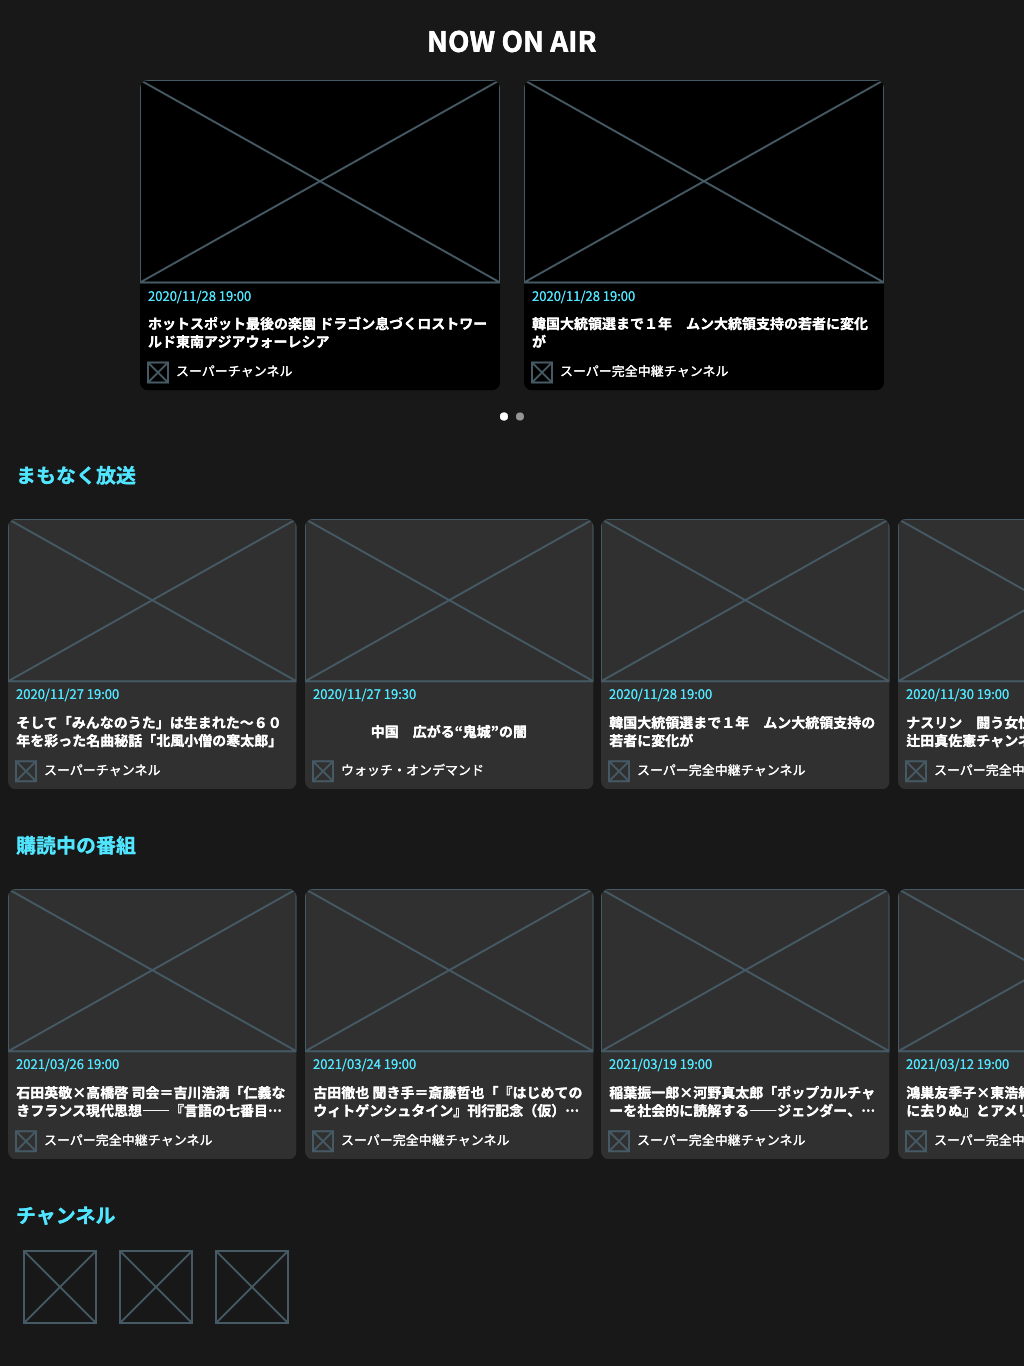 NOW ON AIR
2020/11/28 19:00
ホットスポット最後の楽園 ドラゴン息づくロストワー
ルド東南アジアウォーレシア
スーパーチャンネル
2020/11/28 19:00
韓国大統領選まで１年　ムン大統領支持の若者に変化
が
スーパー完全中継チャンネル
まもなく放送
2020/11/27 19:00
そして「みんなのうた」は生まれた～６０
年を彩った名曲秘話「北風小僧の寒太郎」
スーパーチャンネル
2020/11/27 19:30
中国　広がる“鬼城”の闇
ウォッチ・オンデマンド
2020/11/28 19:00
韓国大統領選まで１年　ムン大統領支持の
若者に変化が
スーパー完全中継チャンネル
2020/11/30 19:00
ナスリン　闘う女性
辻田真佐憲チャンネ
スーパー完全中
購読中の番組
2021/03/26 19:00
石田英敬×髙橋啓 司会＝吉川浩満「仁義な
きフランス現代思想——『言語の七番目…
スーパー完全中継チャンネル
2021/03/24 19:00
古田徹也 聞き手＝斎藤哲也「『はじめての
ウィトゲンシュタイン』刊行記念（仮）…
スーパー完全中継チャンネル
2021/03/19 19:00
稲葉振一郎×河野真太郎「ポップカルチャ
ーを社会的に読解する——ジェンダー、…
スーパー完全中継チャンネル
2021/03/12 19:00
鴻巣友季子×東浩紀
に去りぬ』とアメリ
スーパー完全中
チャンネル